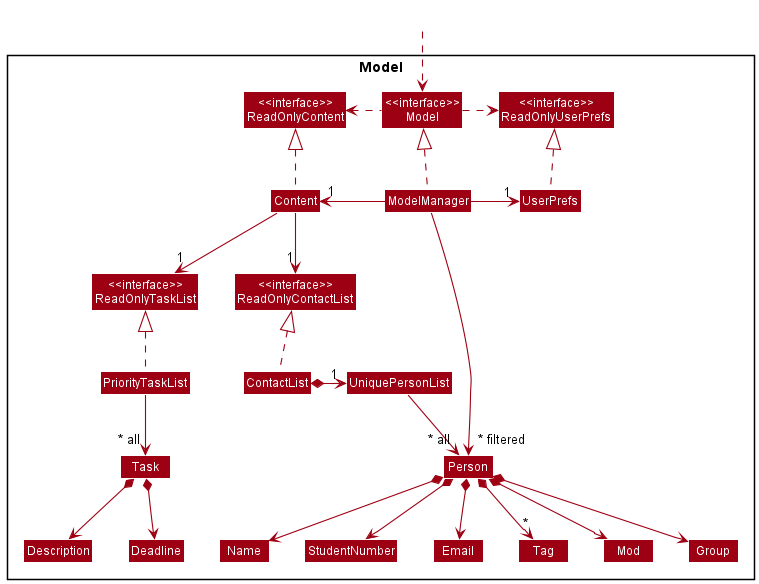 Model
<<interface>>
ReadOnlyContent
<<interface>>
Model
<<interface>>
ReadOnlyUserPrefs
Content
1
ModelManager
1
UserPrefs
1
1
<<interface>>
ReadOnlyTaskList
<<interface>>
ReadOnlyContactList
PriorityTaskList
ContactList
1
UniquePersonList
* all
* all
* filtered
Task
Person
*
Description
Deadline
Name
StudentNumber
Email
Tag
Mod
Group